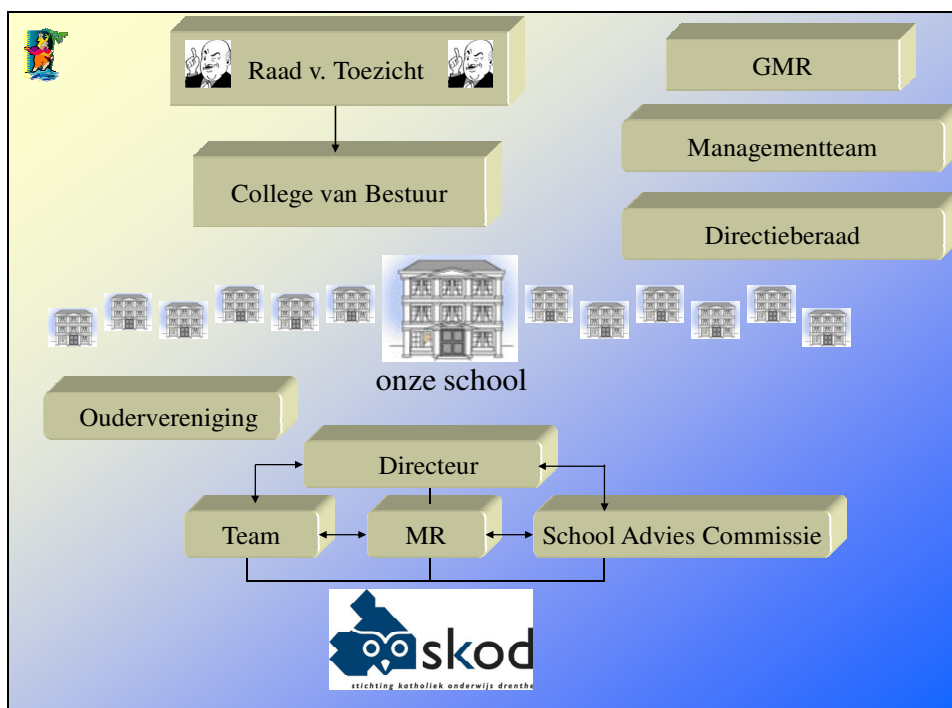 Raad v. Toezicht
GMR
Managementteam
College van Bestuur
Directieberaad
onze school
Oudervereniging
Directeur
Team
MR
School Advies Commissie
skod
stichting katholiek onderwijs drenthe